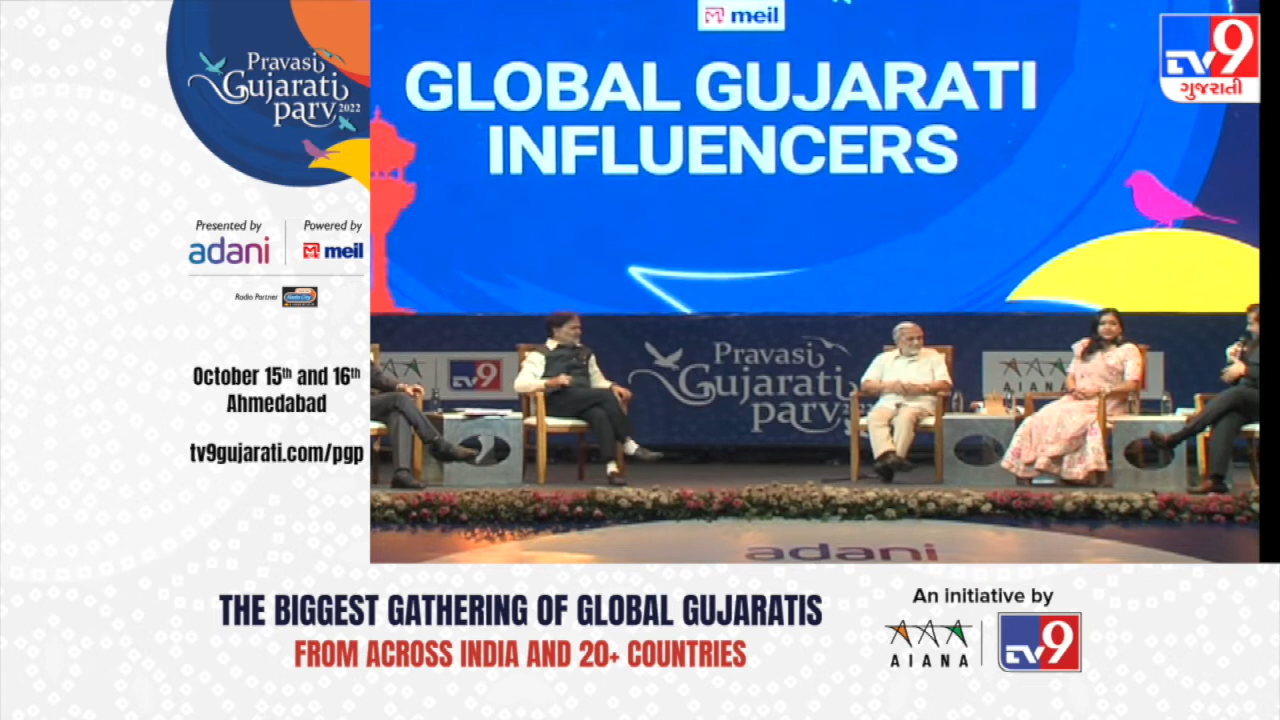 Pravasi
Gujarati
parv 2022
Presented by
adani
Powered by
meil
Radio Partner
Radio City
October 15th and 16th
Ahmedabad
tv9gujarati.com/pgp
meil
GLOBAL GUJARATI
INFLUENCERS
TV9
ગુજરાતી
TV9
Pravasi
Gujarati
parv
AIANA
adani
THE BIGGEST GATHERING OF GLOBAL GUJARATIS
FROM ACROSS INDIA AND 20+ COUNTRIES
An initiative by
AIANA
TV9